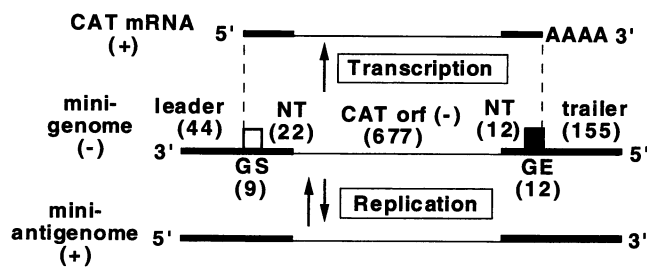 CAT mRNA
(+)
5' AAAA 3'
Transcription
mini-
genome
(-)
leader
(44)
NT
(22)
CAT orf (-)
(677)
NT
(12)
trailer
(155)
3' 5'
GS
(9)
GE
(12)
Replication
mini-
antigenome
(+)
5' 3'